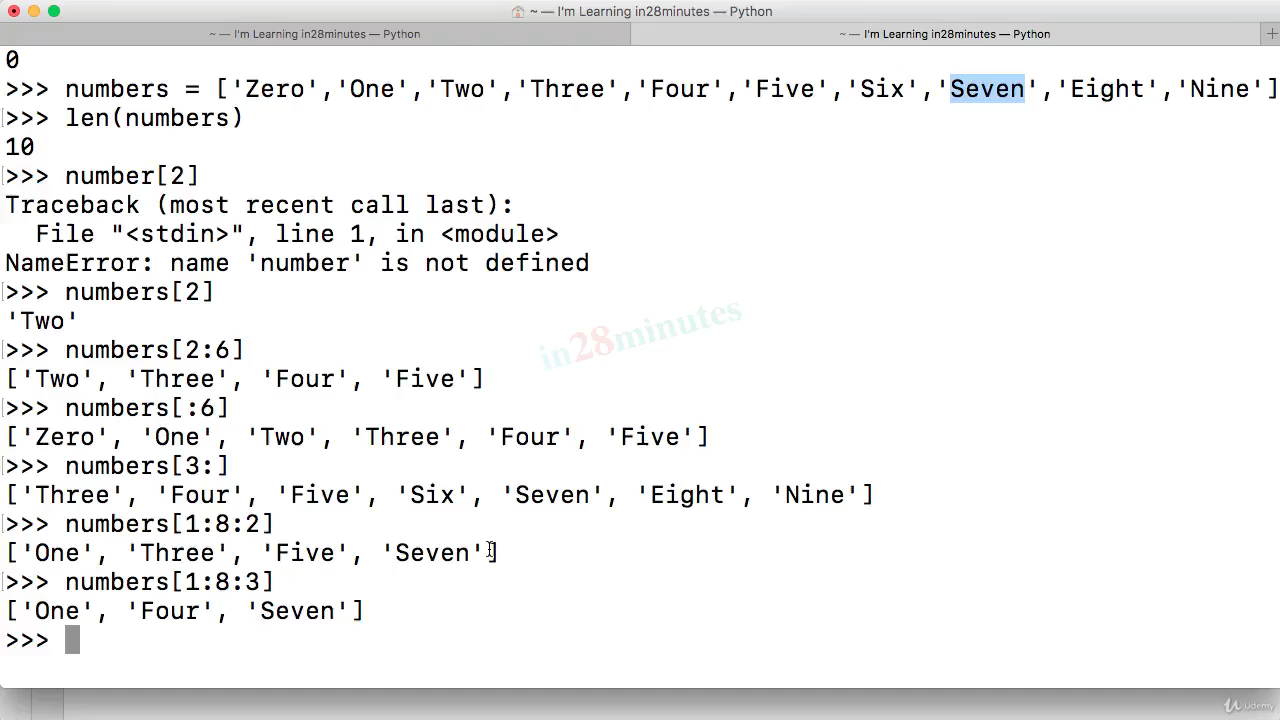 ~ — I'm Learning in28minutes — Python
~ — I'm Learning in28minutes — Python
~ — I'm Learning in28minutes — Python
0
>>> numbers = ['Zero','One','Two','Three','Four','Five','Six','Seven','Eight','Nine']
>>> len(numbers)
10
>>> number[2]
Traceback (most recent call last):
  File "<stdin>", line 1, in <module>
NameError: name 'number' is not defined
>>> numbers[2]
'Two'
>>> numbers[2:6]
['Two', 'Three', 'Four', 'Five']
>>> numbers[:6]
['Zero', 'One', 'Two', 'Three', 'Four', 'Five']
>>> numbers[3:]
['Three', 'Four', 'Five', 'Six', 'Seven', 'Eight', 'Nine']
>>> numbers[1:8:2]
['One', 'Three', 'Five', 'Seven']
>>> numbers[1:8:3]
['One', 'Four', 'Seven']
>>>
in28minutes
Udemy